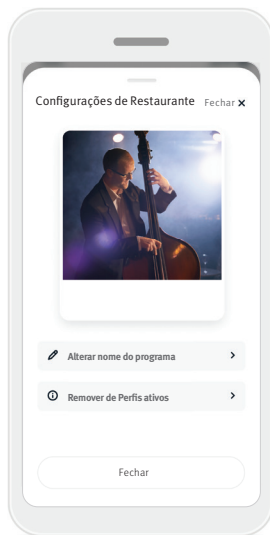 Configurações de Restaurante Fechar ×
Alterar nome do programa
Remover de Perfis ativos
Fechar